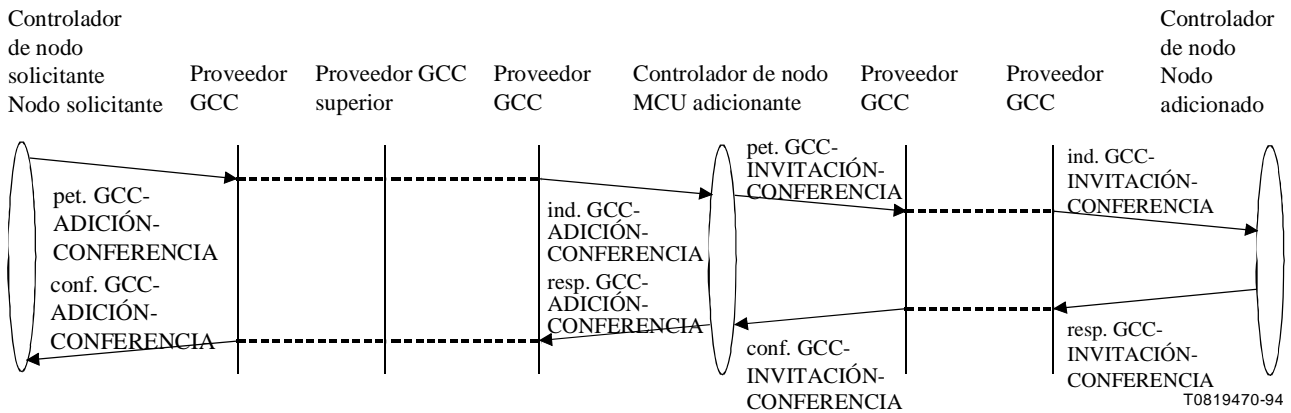 Controlador
de nodo
solicitante
Nodo solicitante
Proveedor
GCC
Proveedor GCC
superior
Proveedor
GCC
Controlador de nodo
MCU adicionante
Proveedor
GCC
Proveedor
GCC
Controlador
de nodo
Nodo
adicionado
pet. GCC-
ADICIÓN-
CONFERENCIA
conf. GCC-
ADICIÓN-
CONFERENCIA
ind. GCC-
ADICIÓN-
CONFERENCIA
resp. GCC-
ADICIÓN-
CONFERENCIA
pet. GCC-
INVITACIÓN-
CONFERENCIA
conf. GCC-
INVITACIÓN-
CONFERENCIA
ind. GCC-
INVITACIÓN-
CONFERENCIA
resp. GCC-
INVITACIÓN-
CONFERENCIA
T0819470-94